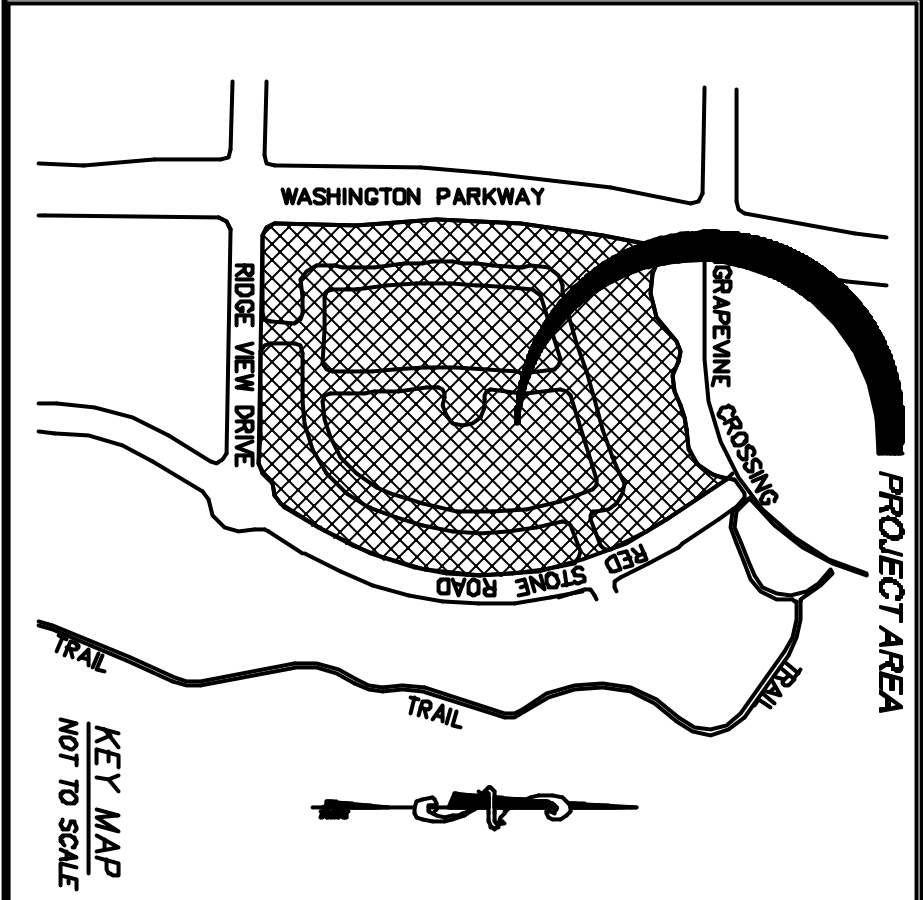 WASHINGTON PARKWAY
RIDGE VIEW DRIVE
GRAPEVINE CROSSING
PROJECT AREA
RED STONE ROAD
TRAIL
TRAIL
TRAIL
KEY MAP
NOT TO SCALE